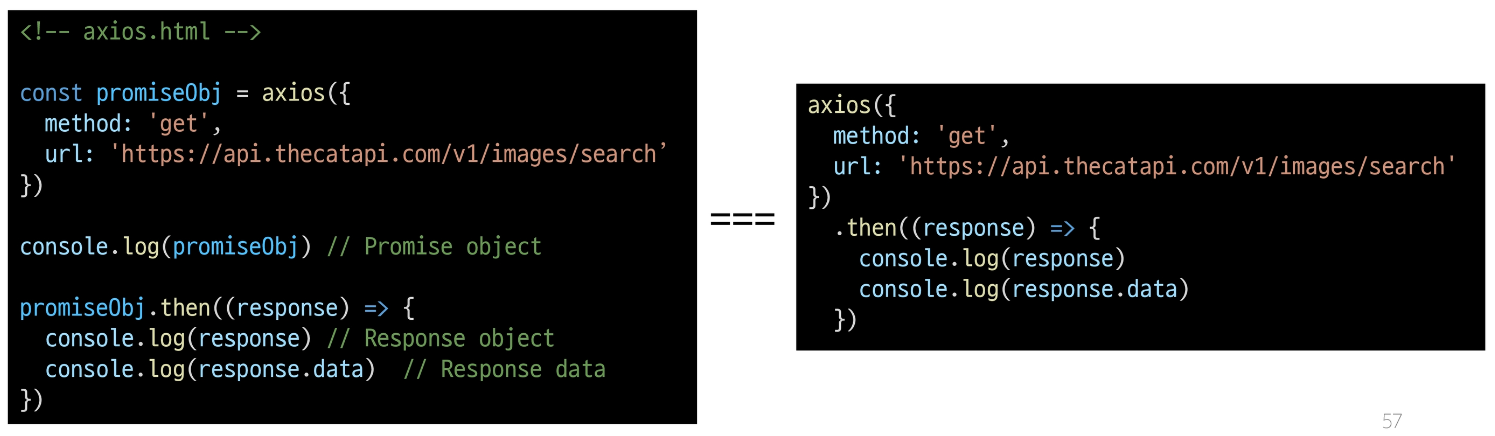 <!-- axios.html -->
const promiseObj = axios({
  method: 'get',
  url: 'https://api.thecatapi.com/v1/images/search’
})
console.log(promiseObj) // Promise object
promiseObj.then((response) => {
  console.log(response) // Response object
  console.log(response.data)  // Response data
})
===
axios({
  method: 'get',
  url: 'https://api.thecatapi.com/v1/images/search'
})
  .then((response) => {
    console.log(response)
    console.log(response.data)
  })
57